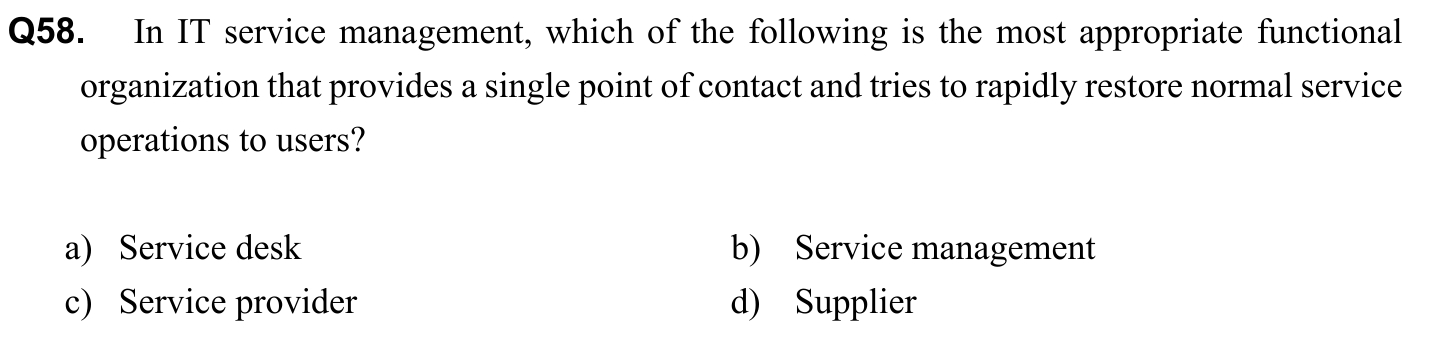 Q58. In IT service management, which of the following is the most appropriate functional
organization that provides a single point of contact and tries to rapidly restore normal service
operations to users?
a) Service desk b) Service management
c) Service provider d) Supplier